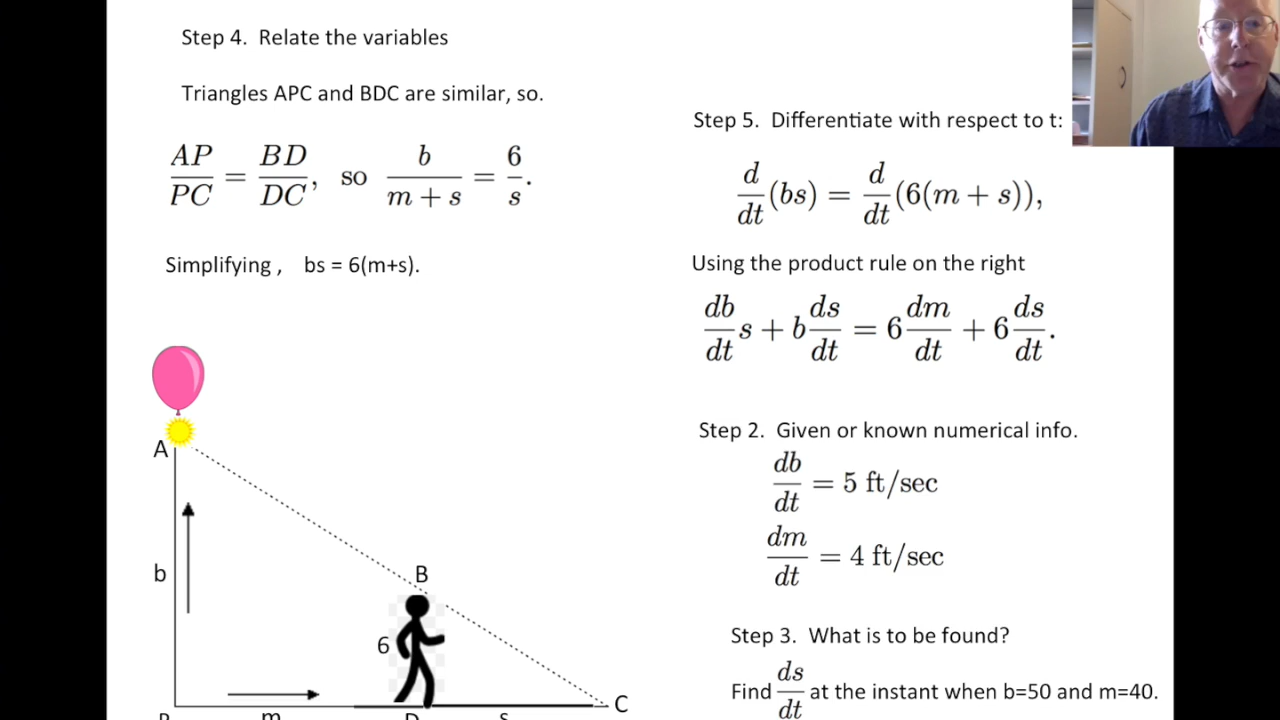 Step 4. Relate the variables
Triangles APC and BDC are similar, so.
AP/PC = BD/DC, so b/(m + s) = 6/s.
Simplifying , bs = 6(m+s).
A
b
B
6
C
m
s
Step 5. Differentiate with respect to t:
d/dt(bs) = d/dt(6(m + s)),
Using the product rule on the right
db/dt s + b ds/dt = 6 dm/dt + 6 ds/dt.
Step 2. Given or known numerical info.
db/dt = 5 ft/sec
dm/dt = 4 ft/sec
Step 3. What is to be found?
Find ds/dt at the instant when b=50 and m=40.